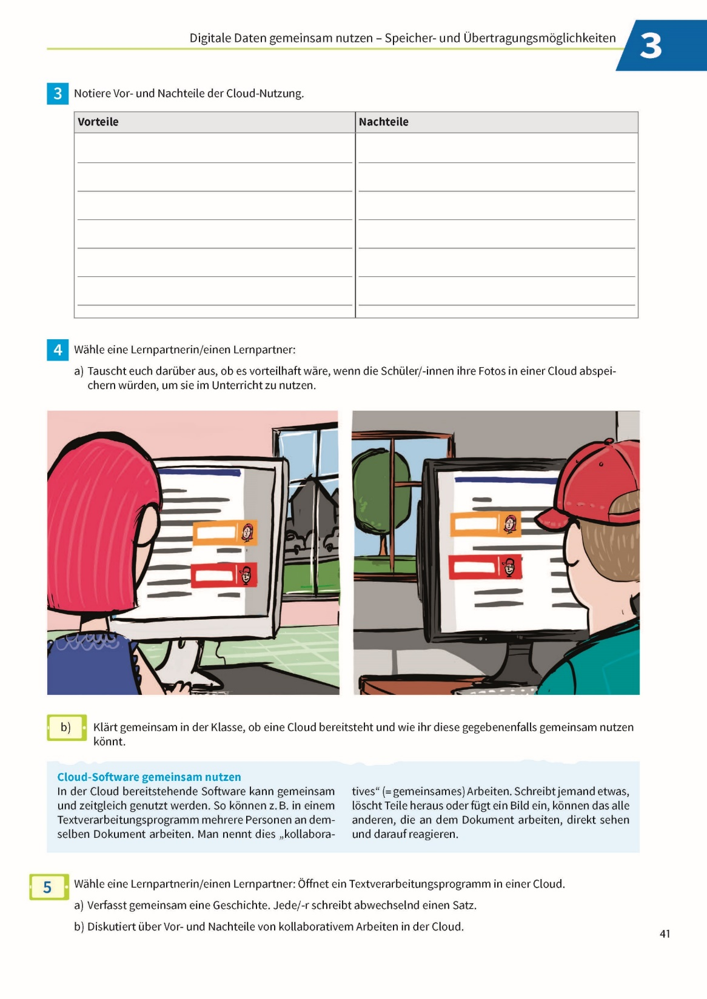 Digitale Daten gemeinsam nutzen – Speicher- und Übertragungsmöglichkeiten
3
3 Notiere Vor- und Nachteile der Cloud-Nutzung.
Vorteile Nachteile
4 Wähle eine Lernpartnerin/einen Lernpartner:
a) Tauscht euch darüber aus, ob es vorteilhaft wäre, wenn die Schüler/-innen ihre Fotos in einer Cloud abspei-
chern würden, um sie im Unterricht zu nutzen.
b) Klärt gemeinsam in der Klasse, ob eine Cloud bereitsteht und wie ihr diese gegebenenfalls gemeinsam nutzen
könnt.
Cloud-Software gemeinsam nutzen
In der Cloud bereitstehende Software kann gemeinsam
und zeitgleich genutzt werden. So können z. B. in einem
Textverarbeitungsprogramm mehrere Personen an dem-
selben Dokument arbeiten. Man nennt dies „kollabora-
tives“ (= gemeinsames) Arbeiten. Schreibt jemand etwas,
löscht Teile heraus oder fügt ein Bild ein, können das alle
anderen, die an dem Dokument arbeiten, direkt sehen
und darauf reagieren.
5 Wähle eine Lernpartnerin/einen Lernpartner: Öffnet ein Textverarbeitungsprogramm in einer Cloud.
a) Verfasst gemeinsam eine Geschichte. Jede/-r schreibt abwechselnd einen Satz.
b) Diskutiert über Vor- und Nachteile von kollaborativem Arbeiten in der Cloud.
41